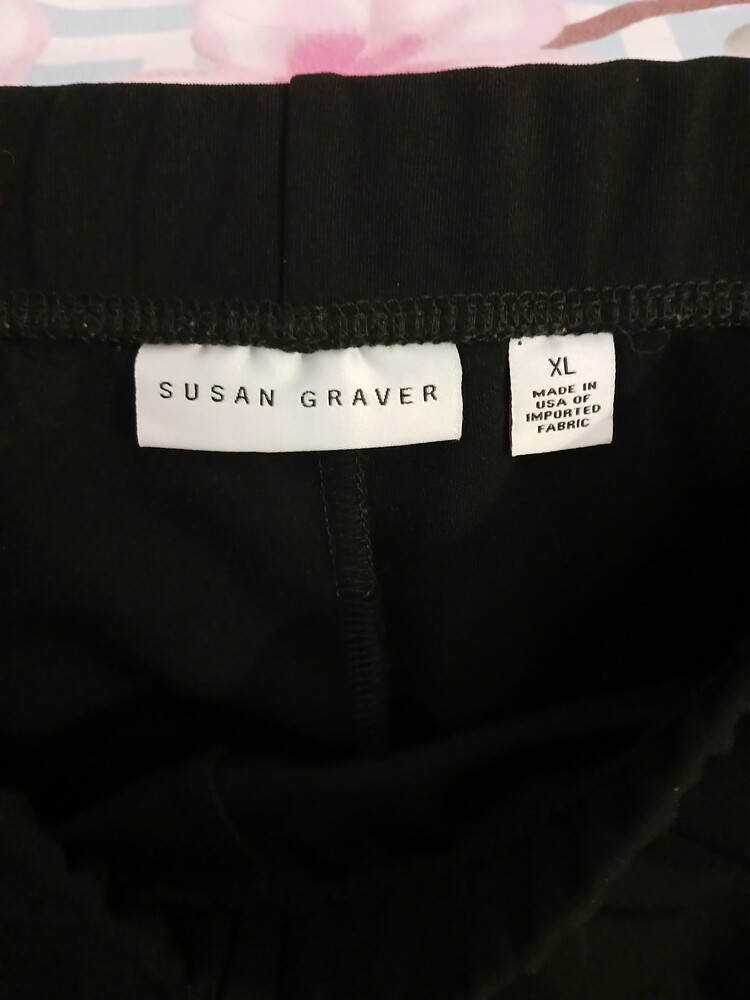 SUSAN GRAVER
XL
MADE IN
USA OF
IMPORTED
FABRIC